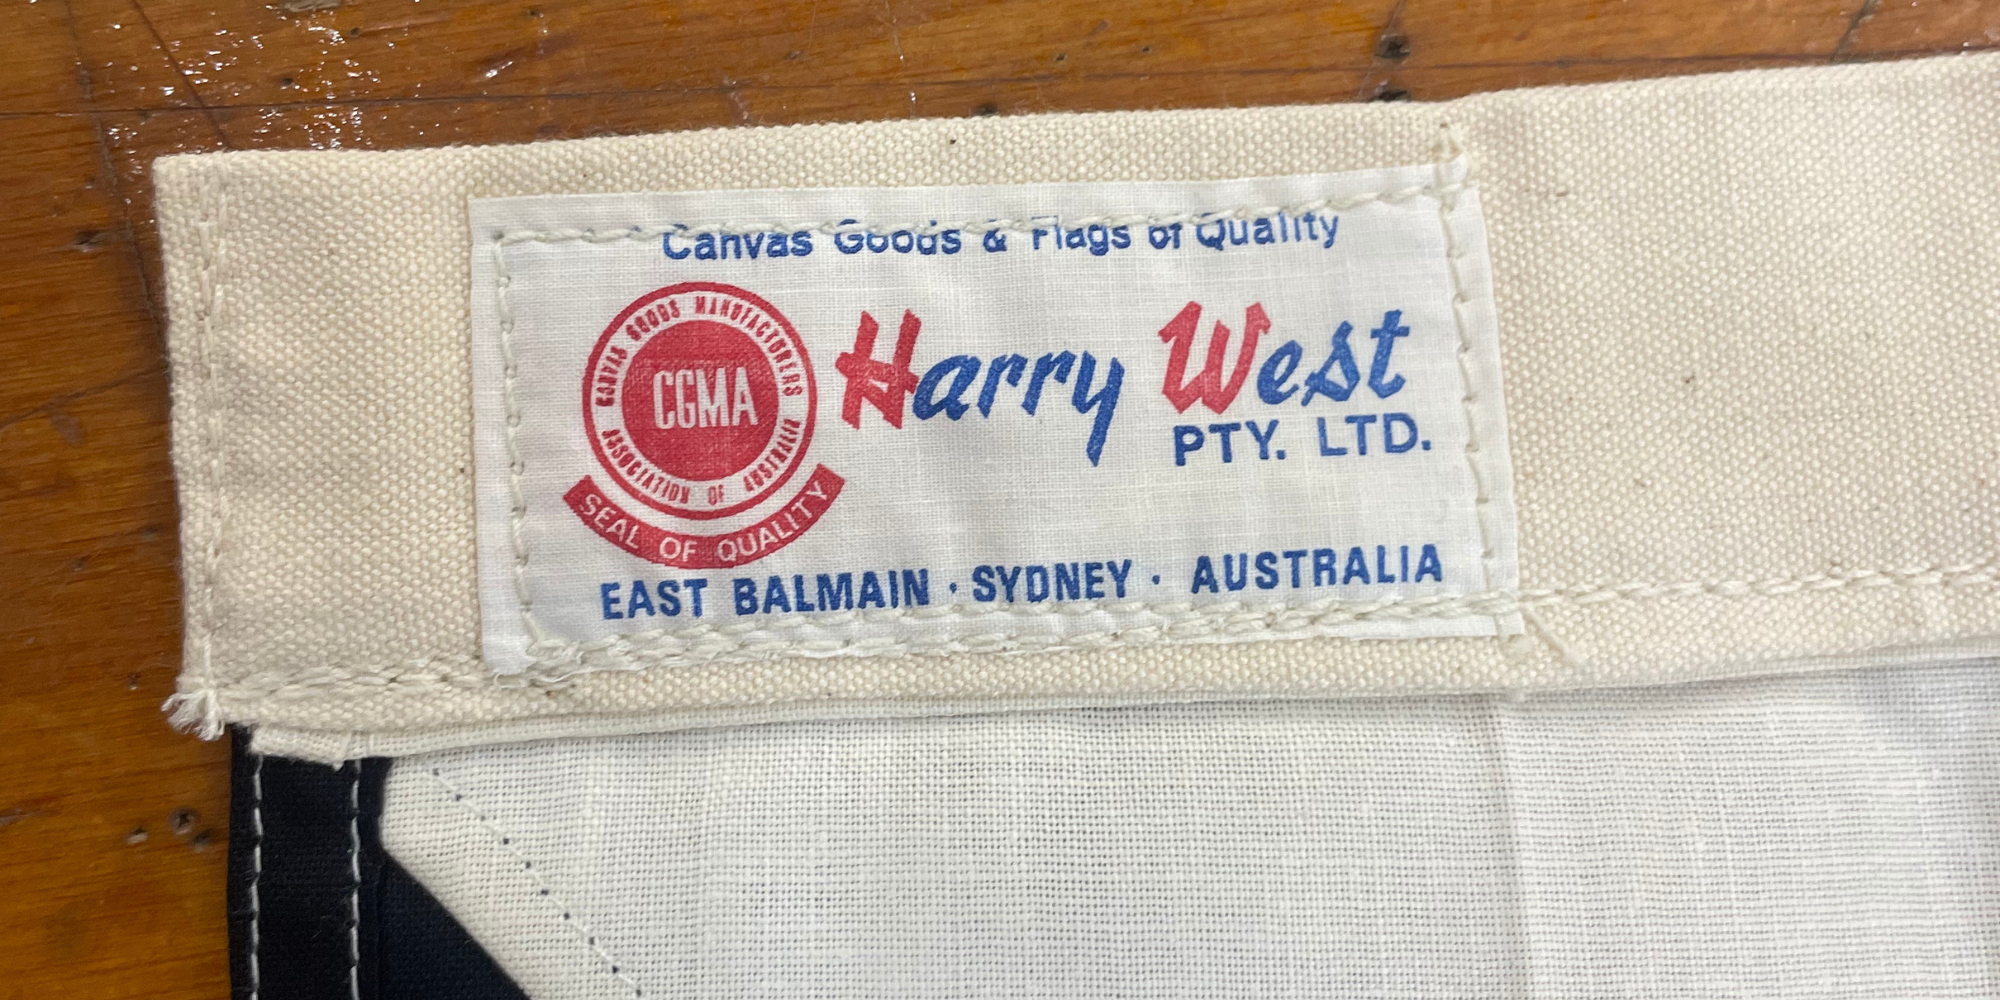 Canvas Goods & Flags of Quality
CANVAS GOODS MANUFACTURERS
ASSOCIATION OF AUSTRALIA
CGMA
SEAL OF QUALITY
Harry West
PTY. LTD.
EAST BALMAIN · SYDNEY · AUSTRALIA